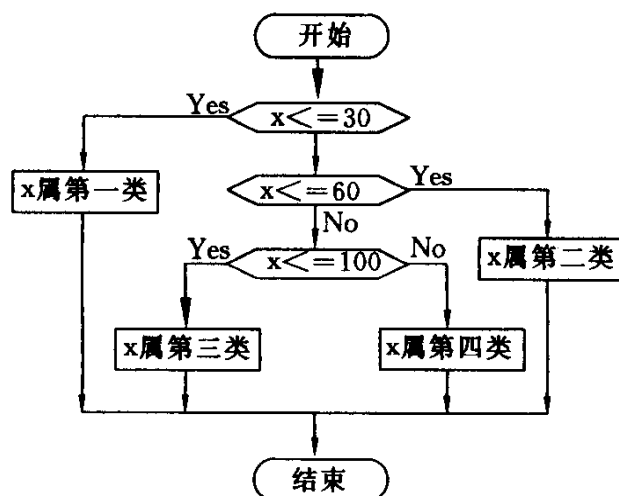 开始
Yes
x<=30
x属第一类
x<=60
Yes
No
Yes
x<=100
No
x属第二类
x属第三类
x属第四类
结束